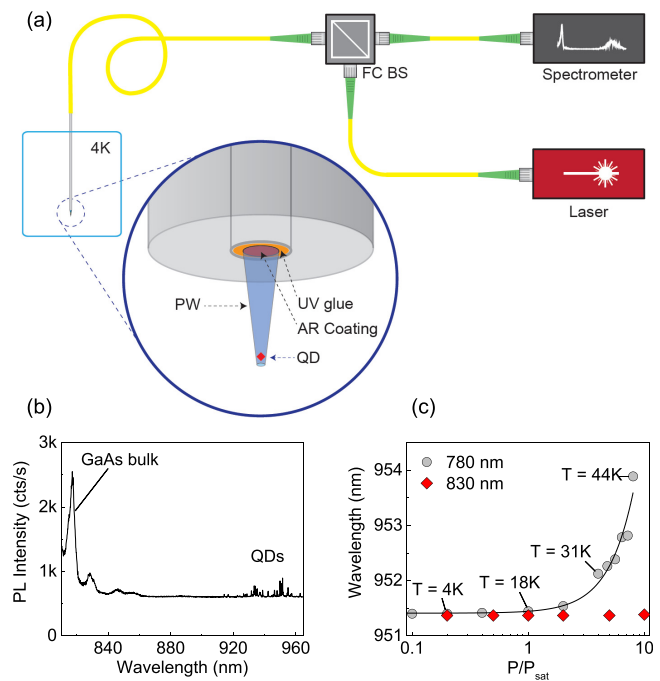 (a)
FC BS
Spectrometer
4K
Laser
PW
UV glue
AR Coating
QD
(b)
3k
2k
1k
0
PL Intensity (cts/s)
GaAs bulk
QDs
840 880 920 960
Wavelength (nm)
(c)
954
953
952
951
Wavelength (nm)
780 nm
830 nm
T = 44K
T = 31K
T = 18K
T = 4K
0.1 1 10
P/Psat